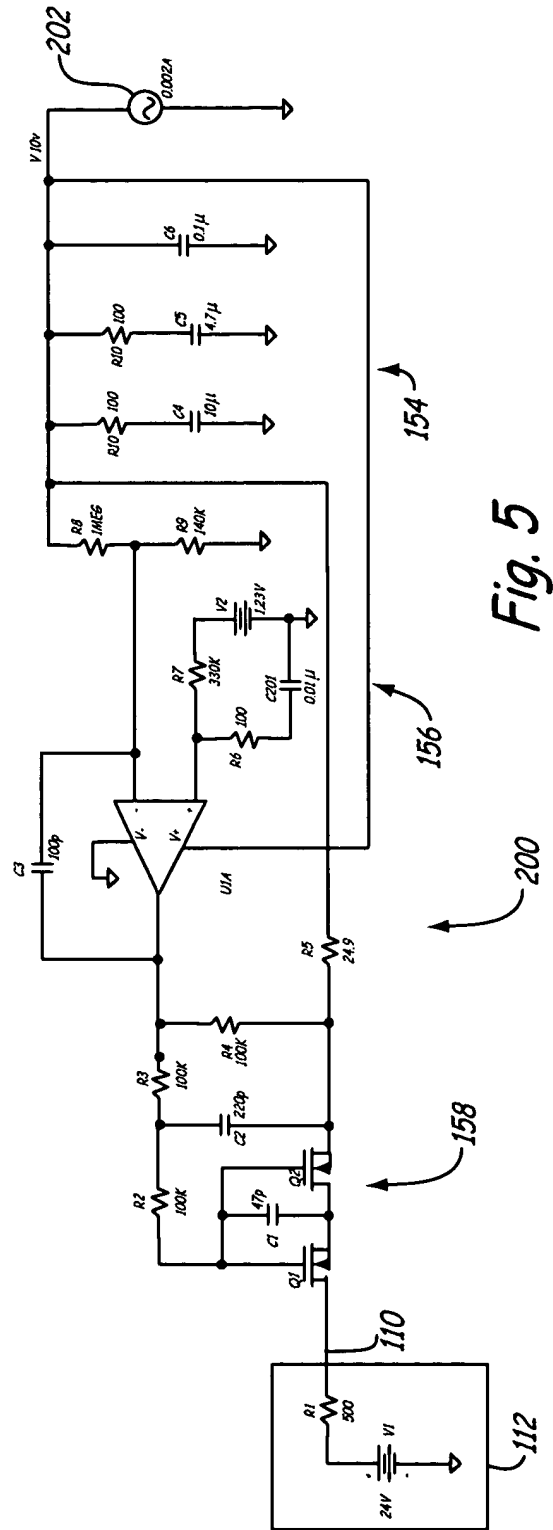 112
24V
V1
R1
500
110
Q1
C1
47p
Q2
158
R2
100K
C2
220p
R3
100K
R4
100K
R5
24.9
200
C3
100p
U1A
V-
V+
-
+
R6
100
R7
330K
V2
1.23V
C201
0.01µ
156
R8
1MEG
R9
140K
R10
100
C4
10µ
R10
100
C5
4.7µ
C6
0.1µ
154
V 10v
0.002A
202
Fig. 5